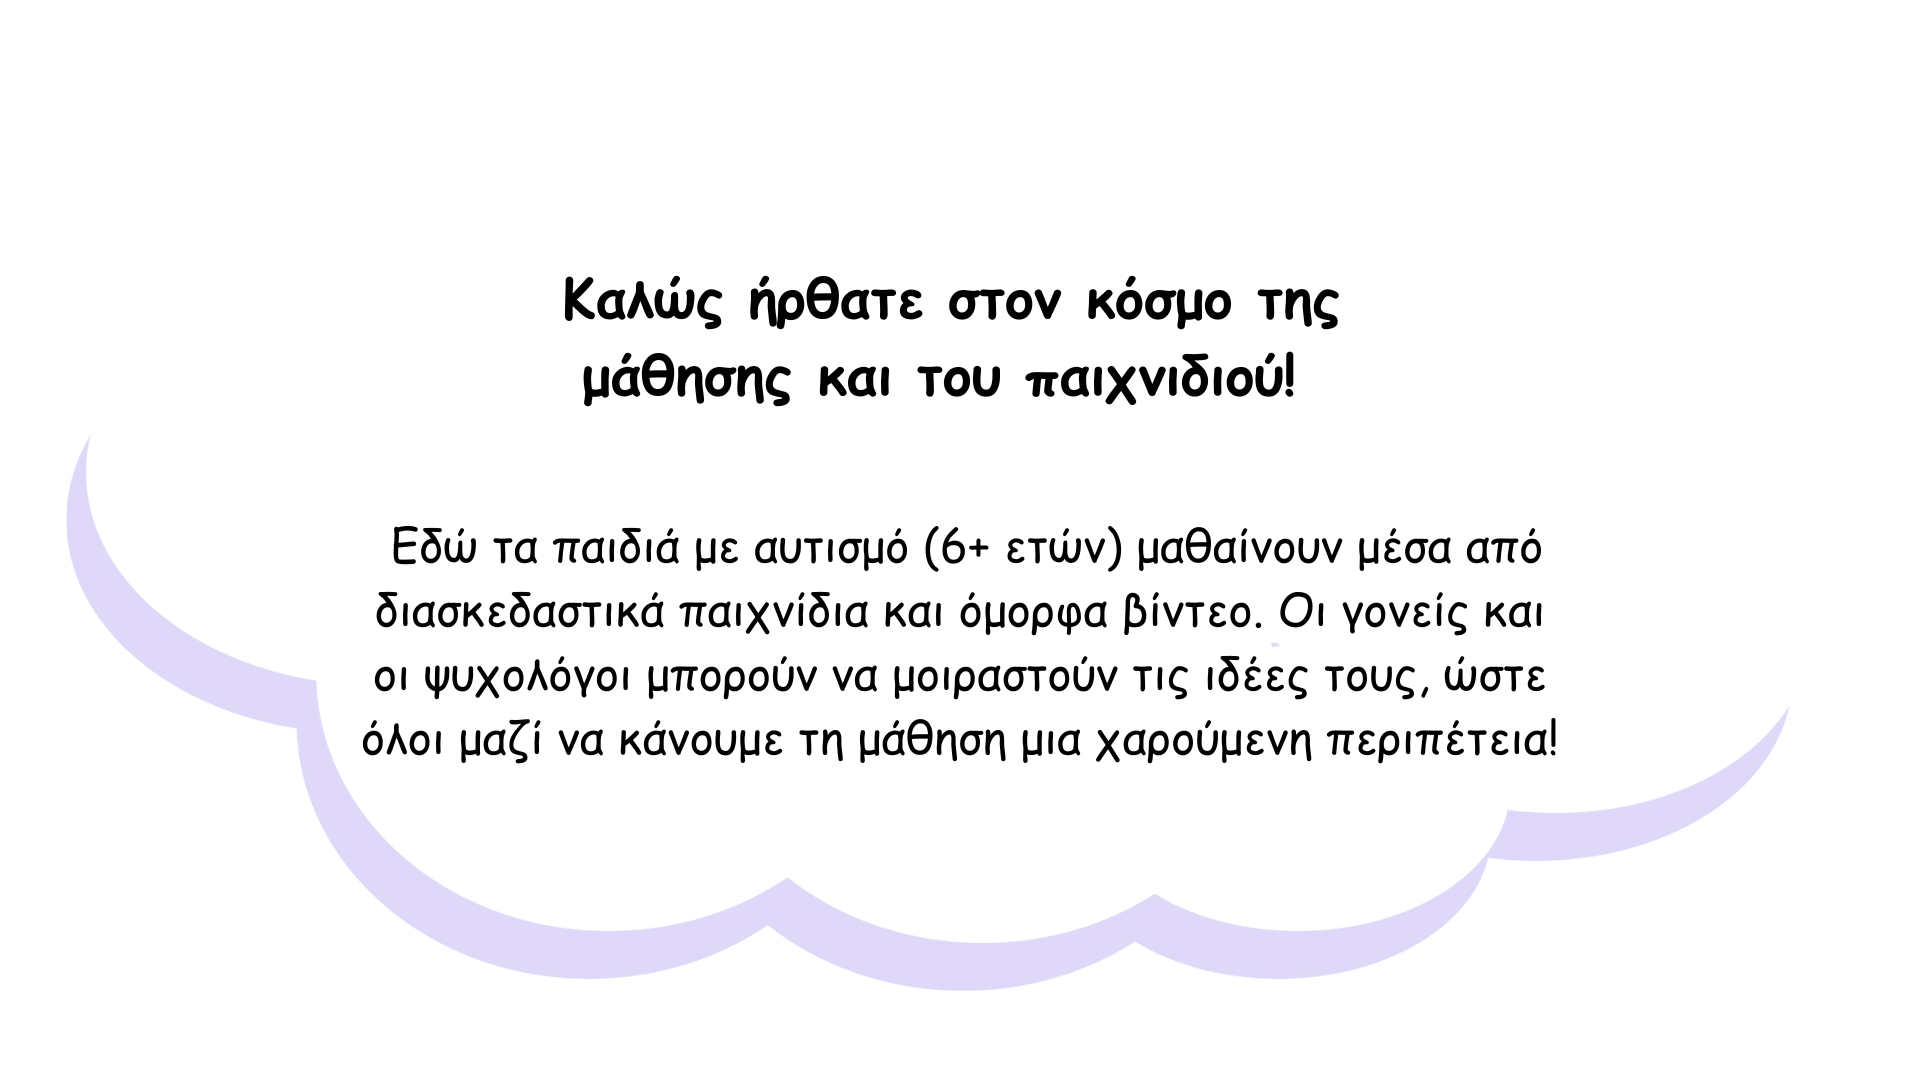 Καλώς ήρθατε στον κόσμο της
μάθησης και του παιχνιδιού!
Εδώ τα παιδιά με αυτισμό (6+ ετών) μαθαίνουν μέσα από
διασκεδαστικά παιχνίδια και όμορφα βίντεο. Οι γονείς και
οι ψυχολόγοι μπορούν να μοιραστούν τις ιδέες τους, ώστε
όλοι μαζί να κάνουμε τη μάθηση μια χαρούμενη περιπέτεια!